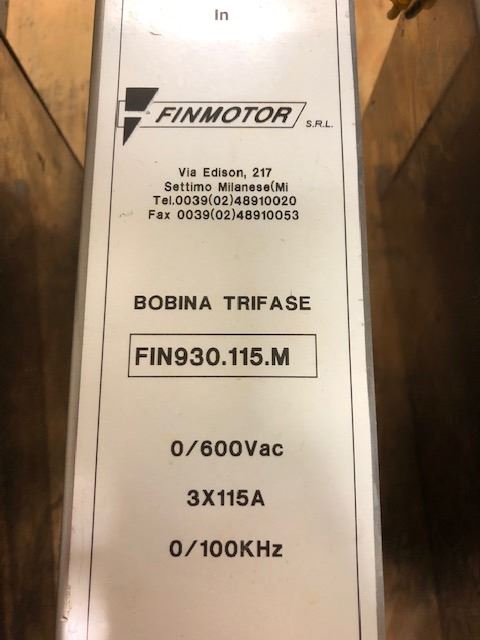 In
FINMOTOR S.R.L.
Via Edison, 217
Settimo Milanese(Mi
Tel.0039(02)48910020
Fax 0039(02)48910053
BOBINA TRIFASE
FIN930.115.M
0/600Vac
3X115A
0/100KHz